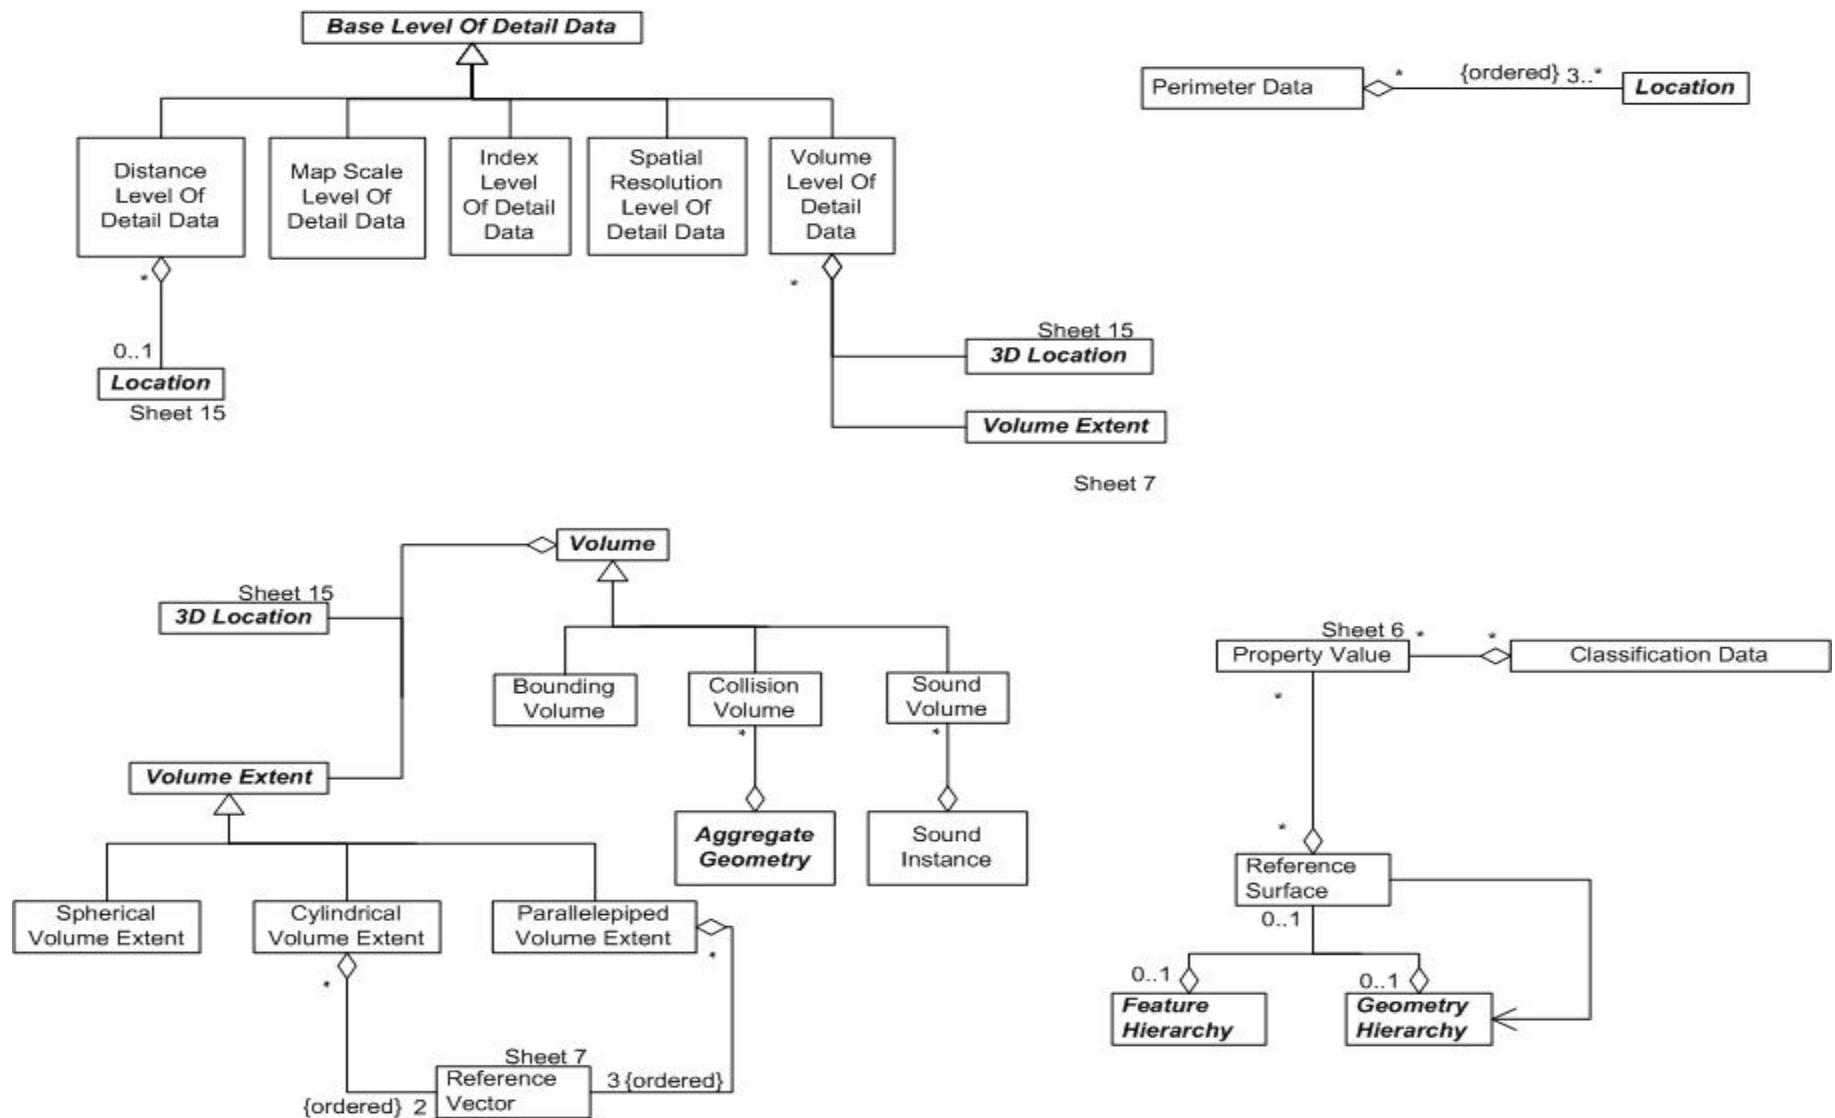 Base Level Of Detail Data
Perimeter Data
*
{ordered} 3..*
Location
Distance
Level Of
Detail Data
Map Scale
Level Of
Detail Data
Index
Level
Of Detail
Data
Spatial
Resolution
Level Of
Detail Data
Volume
Level Of
Detail
Data
*
0..1
Location
Sheet 15
*
Sheet 15
3D Location
Volume Extent
Sheet 7
Volume
Sheet 15
3D Location
Bounding
Volume
Collision
Volume
*
Sound
Volume
*
Volume Extent
Aggregate
Geometry
Sound
Instance
Spherical
Volume Extent
Cylindrical
Volume Extent
*
Parallelepiped
Volume Extent
*
Sheet 7
Reference
Vector
{ordered} 2
3 {ordered}
Sheet 6
Property Value
*
*
Classification Data
*
*
Reference
Surface
0..1
0..1
Feature
Hierarchy
0..1
Geometry
Hierarchy